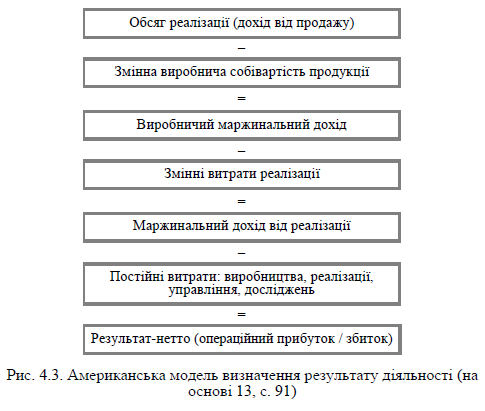 Обсяг реалізації (дохід від продажу)
–
Змінна виробнича собівартість продукції
=
Виробничий маржинальний дохід
–
Змінні витрати реалізації
=
Маржинальний дохід від реалізації
–
Постійні витрати: виробництва, реалізації,
управління, досліджень
=
Результат-нетто (операційний прибуток / збиток)
Рис. 4.3. Американська модель визначення результату діяльності (на
основі 13, с. 91)